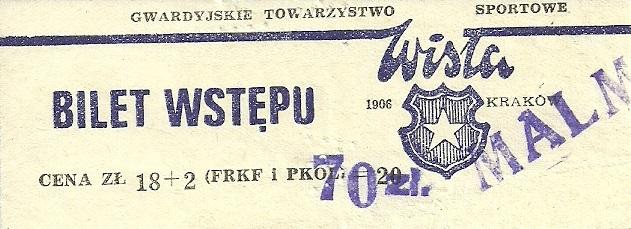 GWARDYJSKIE TOWARZYSTWO SPORTOWE
Wisła
BILET WSTĘPU
1906 KRAKÓW
MALM
CENA ZŁ 18+2 (FRKF i PKOL) — 20
70 zł.